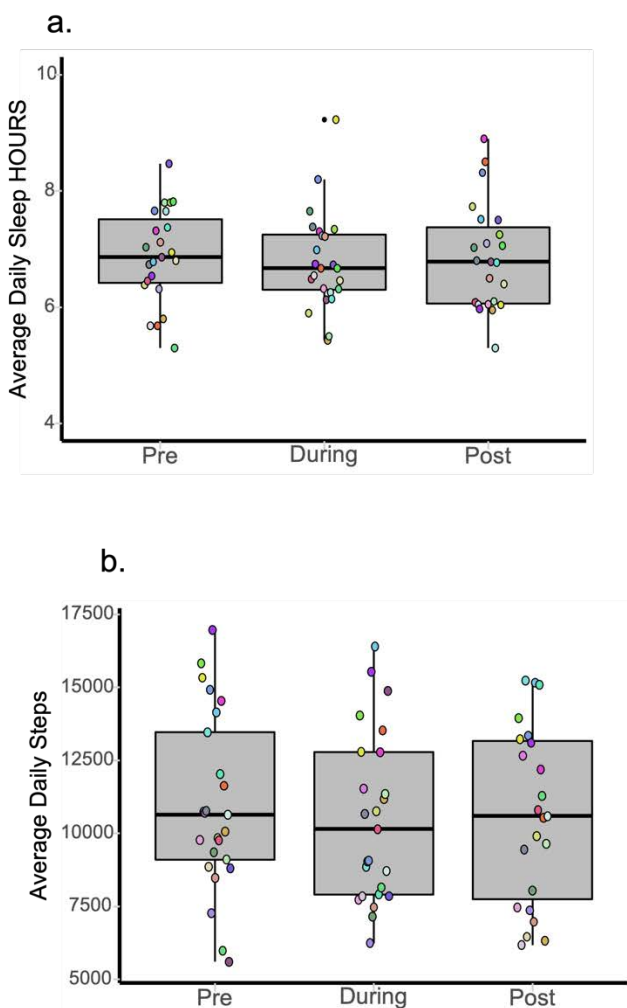 a.
Average Daily Sleep HOURS
10
8
6
4
Pre During Post
b.
Average Daily Steps
17500
15000
12500
10000
7500
5000
Pre During Post